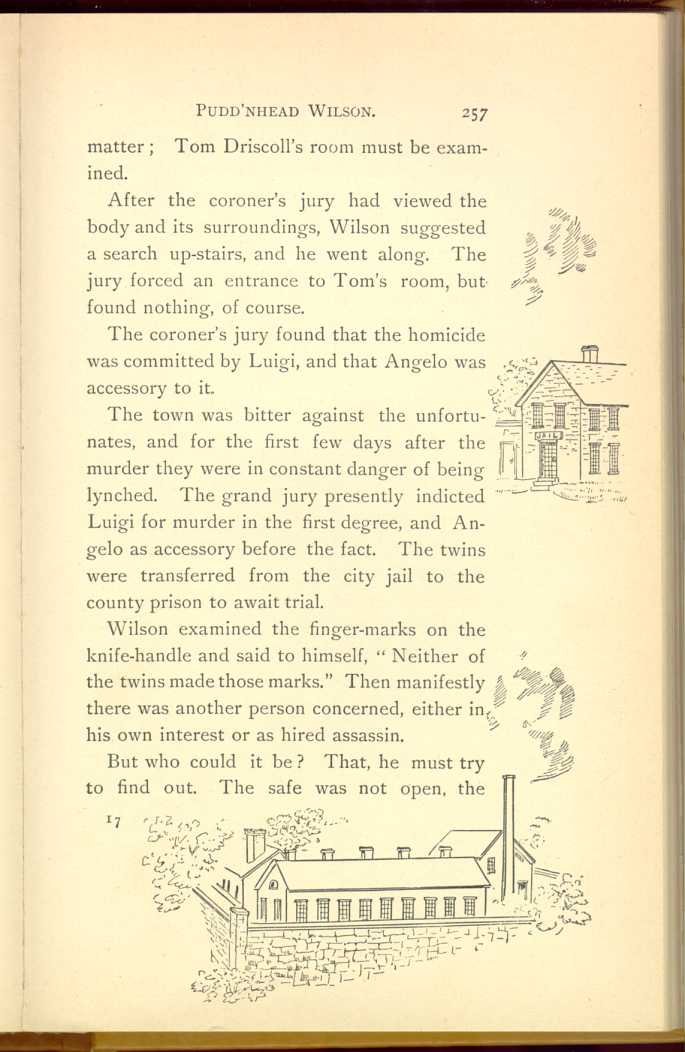 PUDD'NHEAD WILSON. 257
matter; Tom Driscoll's room must be exam-
ined.
After the coroner's jury had viewed the
body and its surroundings, Wilson suggested
a search up-stairs, and he went along. The
jury forced an entrance to Tom's room, but
found nothing, of course.
The coroner's jury found that the homicide
was committed by Luigi, and that Angelo was
accessory to it.
The town was bitter against the unfortu-
nates, and for the first few days after the
murder they were in constant danger of being
lynched. The grand jury presently indicted
Luigi for murder in the first degree, and An-
gelo as accessory before the fact. The twins
were transferred from the city jail to the
county prison to await trial.
Wilson examined the finger-marks on the
knife-handle and said to himself, “ Neither of
the twins made those marks.” Then manifestly
there was another person concerned, either in
his own interest or as hired assassin.
But who could it be? That, he must try
to find out. The safe was not open, the
17
JAIL